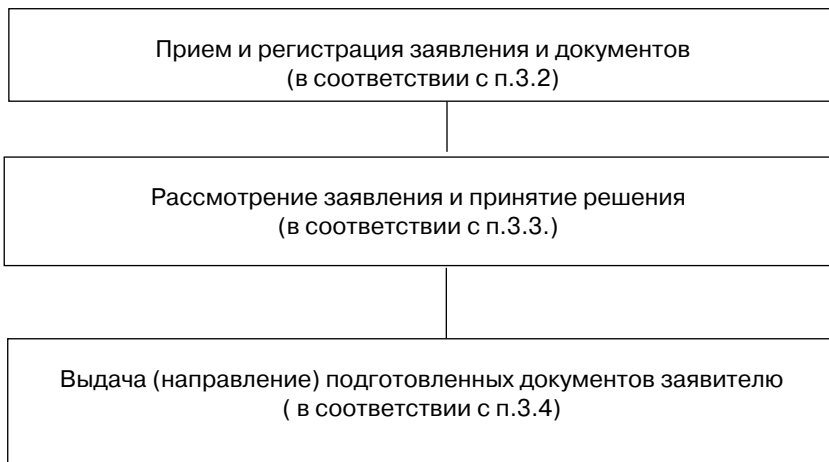 Прием и регистрация заявления и документов
(в соответствии с п.3.2)
Рассмотрение заявления и принятие решения
(в соответствии с п.3.3.)
Выдача (направление) подготовленных документов заявителю
( в соответствии с п.3.4)